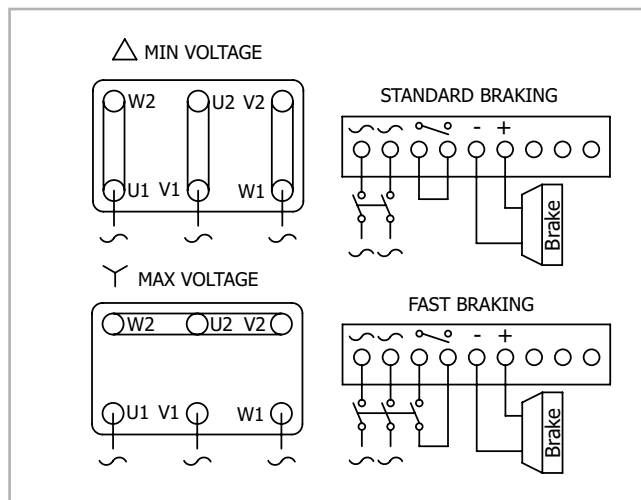 △ MIN VOLTAGE
W2 U2 V2
U1 V1 W1
STANDARD BRAKING
- +
Brake
MAX VOLTAGE
W2 U2 V2
U1 V1 W1
FAST BRAKING
- +
Brake